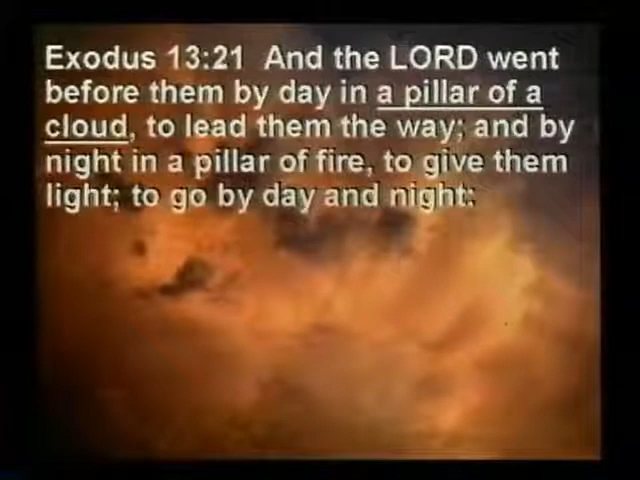 Exodus 13:21 And the LORD went
before them by day in a pillar of a
cloud, to lead them the way; and by
night in a pillar of fire, to give them
light; to go by day and night: